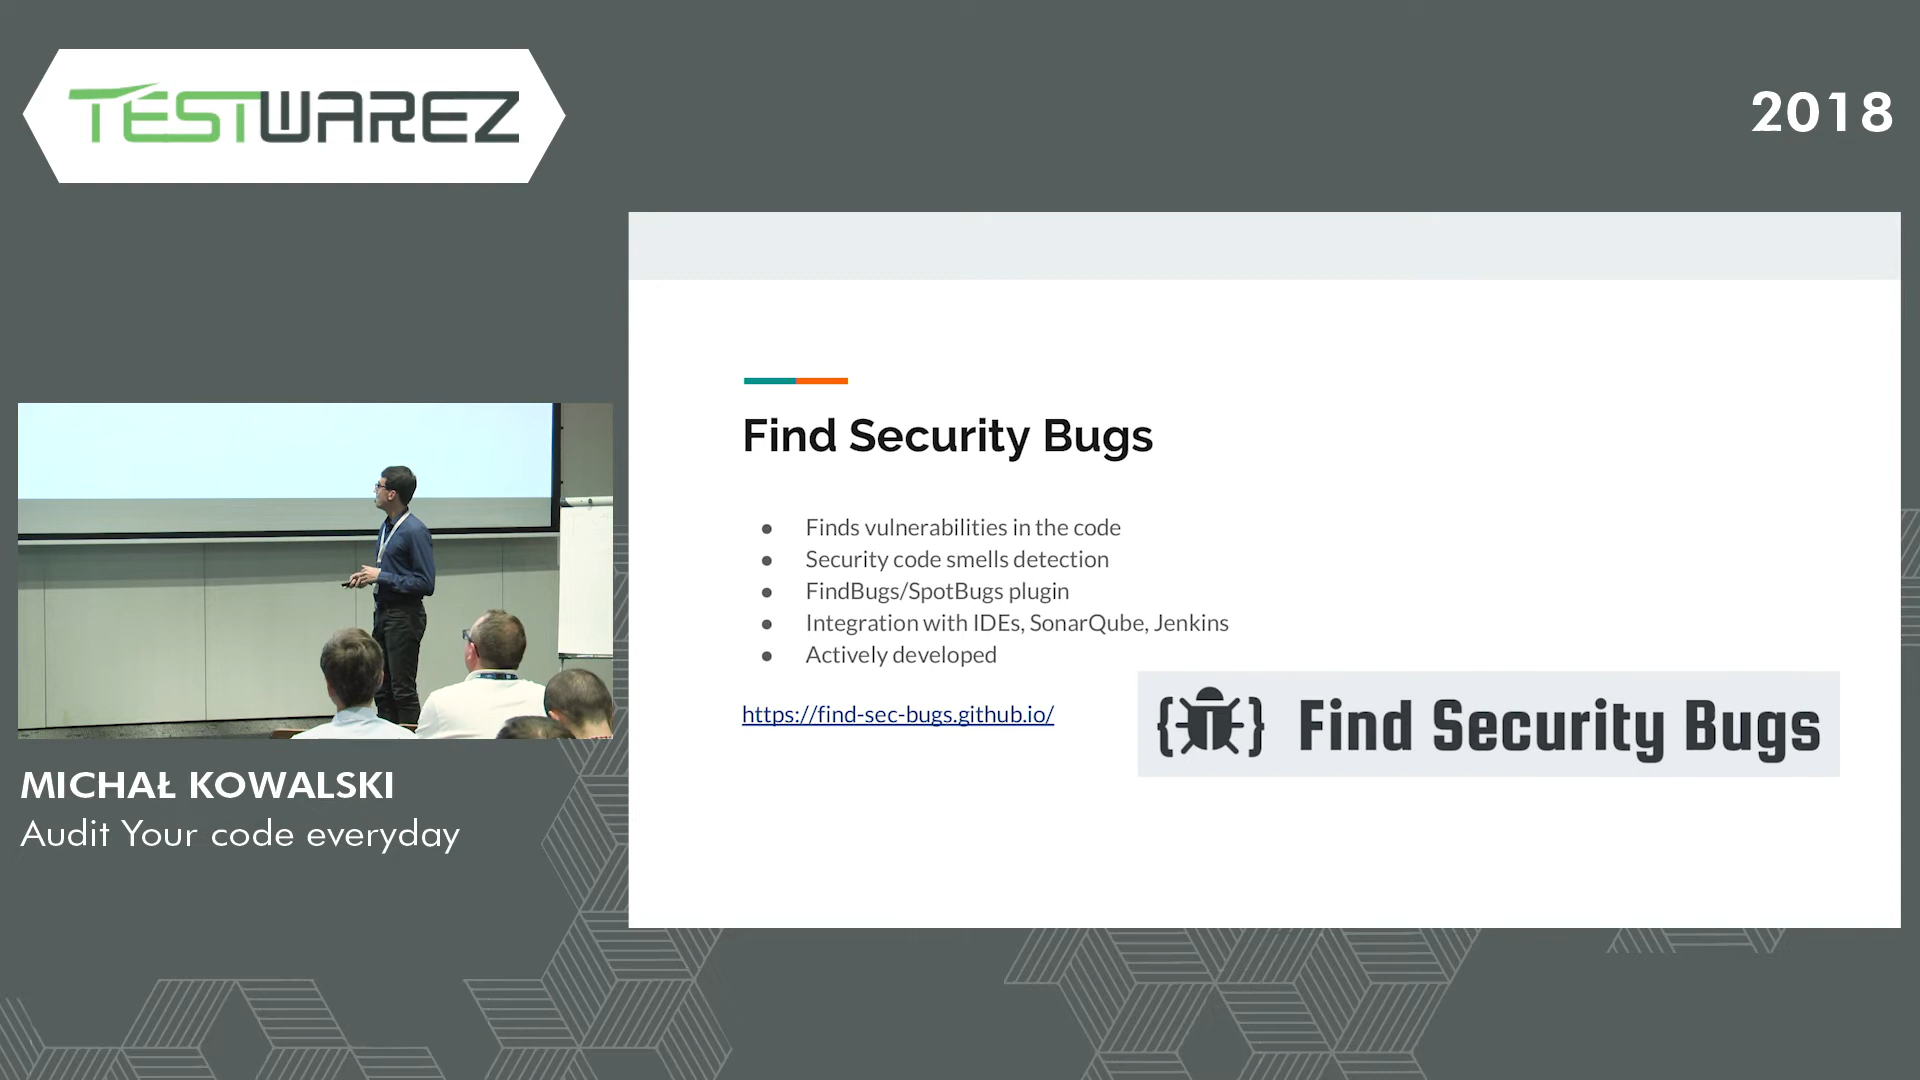 TESTWAREZ
2018
Find Security Bugs
● Finds vulnerabilities in the code
● Security code smells detection
● FindBugs/SpotBugs plugin
● Integration with IDEs, SonarQube, Jenkins
● Actively developed
https://find-sec-bugs.github.io/
{ } Find Security Bugs
MICHAŁ KOWALSKI
Audit Your code everyday